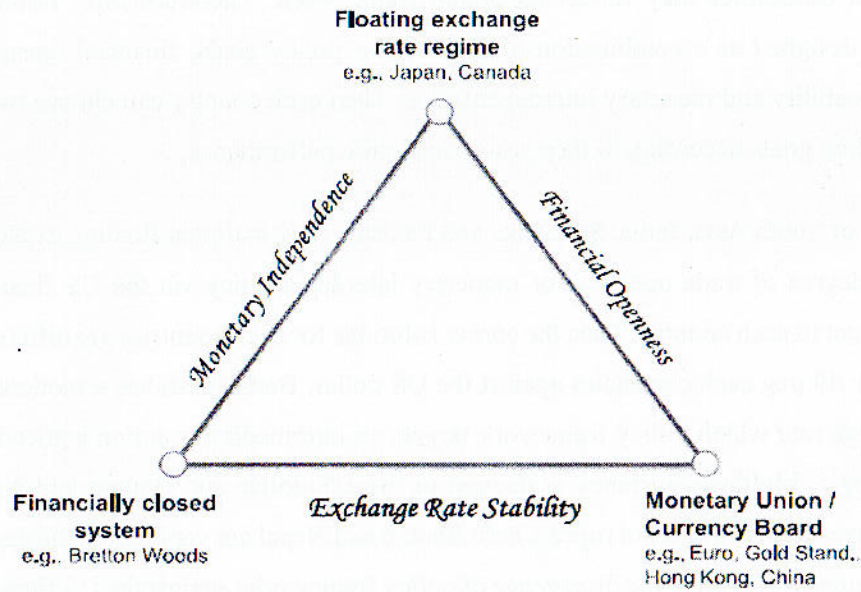 Floating exchange
rate regime
e.g., Japan, Canada
Monetary Independence
Financial Openness
Financially closed
system
e.g., Bretton Woods
Exchange Rate Stability
Monetary Union /
Currency Board
e.g., Euro, Gold Stand.,
Hong Kong, China